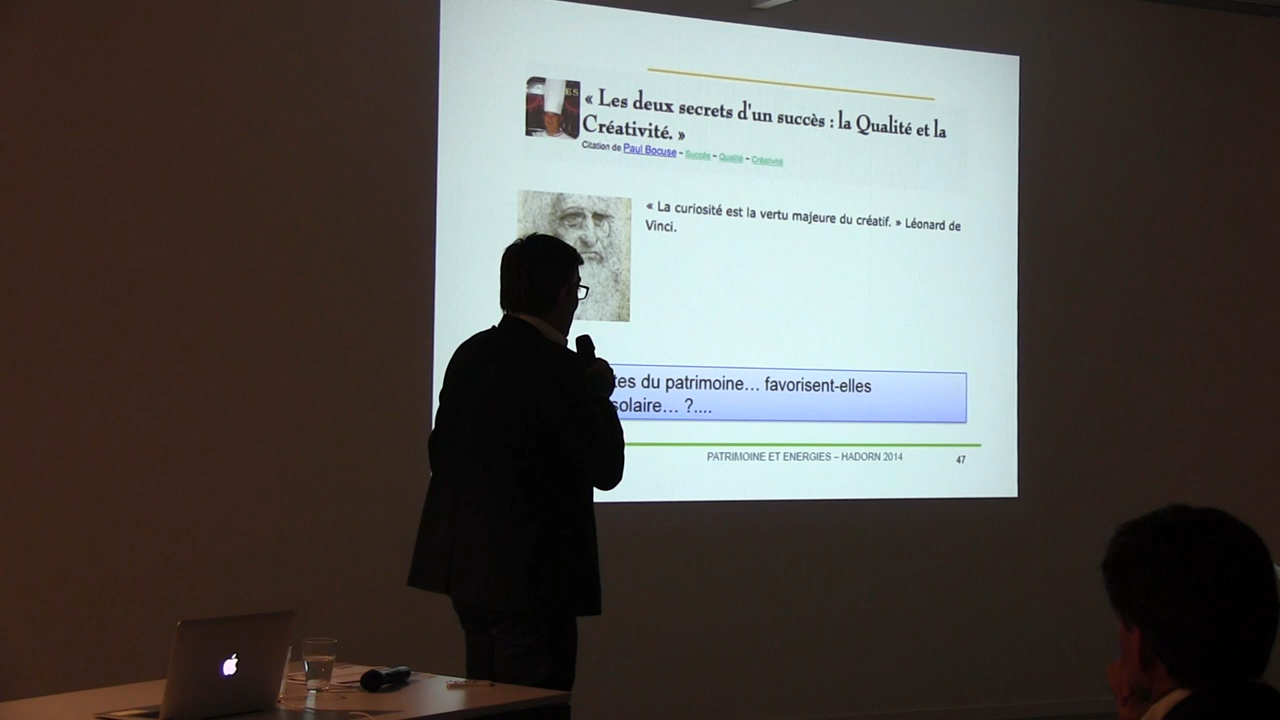 « Les deux secrets d'un succès : la Qualité et la
Créativité. »
Citation de Paul Bocuse – Succès – Qualité – Créativité
« La curiosité est la vertu majeure du créatif. » Léonard de
Vinci.
du patrimoine… favorisent-elles
solaire… ?....
PATRIMOINE ET ENERGIES – HADORN 2014
47